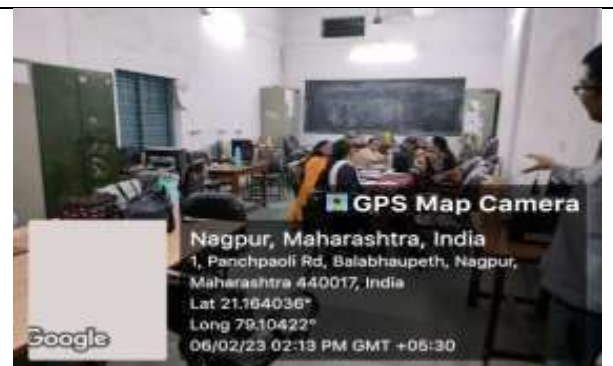 GPS Map Camera
Nagpur, Maharashtra, India
1, Panchpaoli Rd, Balabhaupeth, Nagpur,
Maharashtra 440017, India
Lat 21.164036°
Long 79.10422°
06/02/23 02:13 PM GMT +05:30
Google